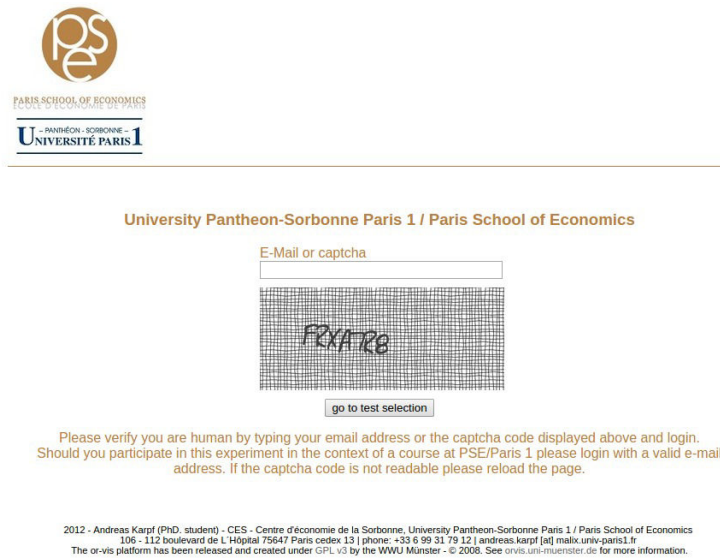 pse
PARIS SCHOOL OF ECONOMICS
ECOLE D'ECONOMIE DE PARIS
– PANTHÉON - SORBONNE –
UNIVERSITÉ PARIS 1
University Pantheon-Sorbonne Paris 1 / Paris School of Economics
E-Mail or captcha
FRXATR8
go to test selection
Please verify you are human by typing your email address or the captcha code displayed above and login.
Should you participate in this experiment in the context of a course at PSE/Paris 1 please login with a valid e-mail
address. If the captcha code is not readable please reload the page.
2012 - Andreas Karpf (PhD. student) - CES - Centre d'économie de la Sorbonne, University Pantheon-Sorbonne Paris 1 / Paris School of Economics
106 - 112 boulevard de L´Hôpital 75647 Paris cedex 13 | phone: +33 6 99 31 79 12 | andreas.karpf [at] malix.univ-paris1.fr
The or-vis platform has been released and created under GPL v3 by the WWU Münster - © 2008. See orvis.uni-muenster.de for more information.